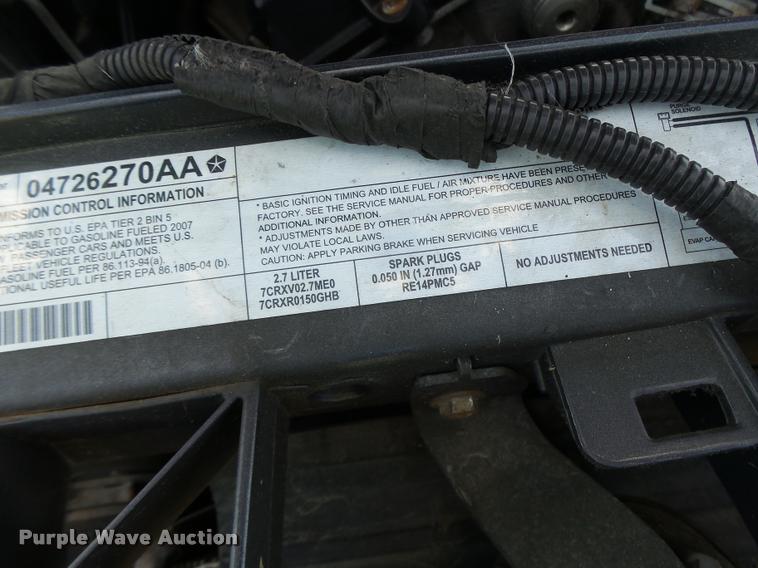 04726270AA
MISSION CONTROL INFORMATION
NFORMS TO U.S. EPA TIER 2 BIN 5
LICABLE TO GASOLINE FUELED 2007
PASSENGER CARS AND MEETS U.S.
FLEET VEHICLE REGULATIONS.
GASOLINE FUEL PER 86.113-94(a).
TIONAL USEFUL LIFE PER EPA 86.1805-04 (b).
* BASIC IGNITION TIMING AND IDLE FUEL / AIR MIXTURE HAVE BEEN PRESE
FACTORY. SEE THE SERVICE MANUAL FOR PROPER PROCEDURES AND OTHER
ADDITIONAL INFORMATION.
* ADJUSTMENTS MADE BY OTHER THAN APPROVED SERVICE MANUAL PROCEDURES
MAY VIOLATE LOCAL LAWS.
CAUTION: APPLY PARKING BRAKE WHEN SERVICING VEHICLE
2.7 LITER
7CRXV02.7ME0
7CRXR0150GHB
SPARK PLUGS
0.050 IN (1.27mm) GAP
RE14PMC5
NO ADJUSTMENTS NEEDED
PURGE
SOLENOID
EVAP CA
Purple Wave Auction